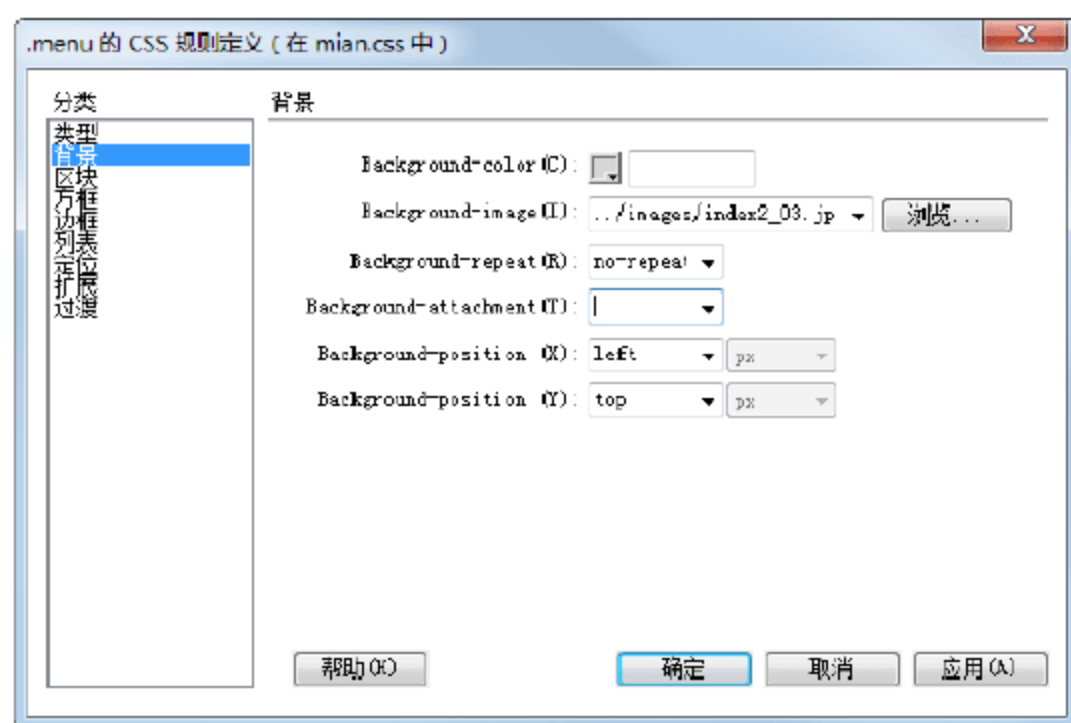 .menu 的 CSS 规则定义 ( 在 mian.css 中 )
X
分类
类型
背景
区块
方框
边框
列表
定位
扩展
过渡
背景
Background-color(C):
Background-image(I): ../images/index2_03.jp 浏览...
Background-repeat(R): no-repeat
Background-attachment(T):
Background-position (X): left px
Background-position (Y): top px
帮助 确定 取消 应用(A)